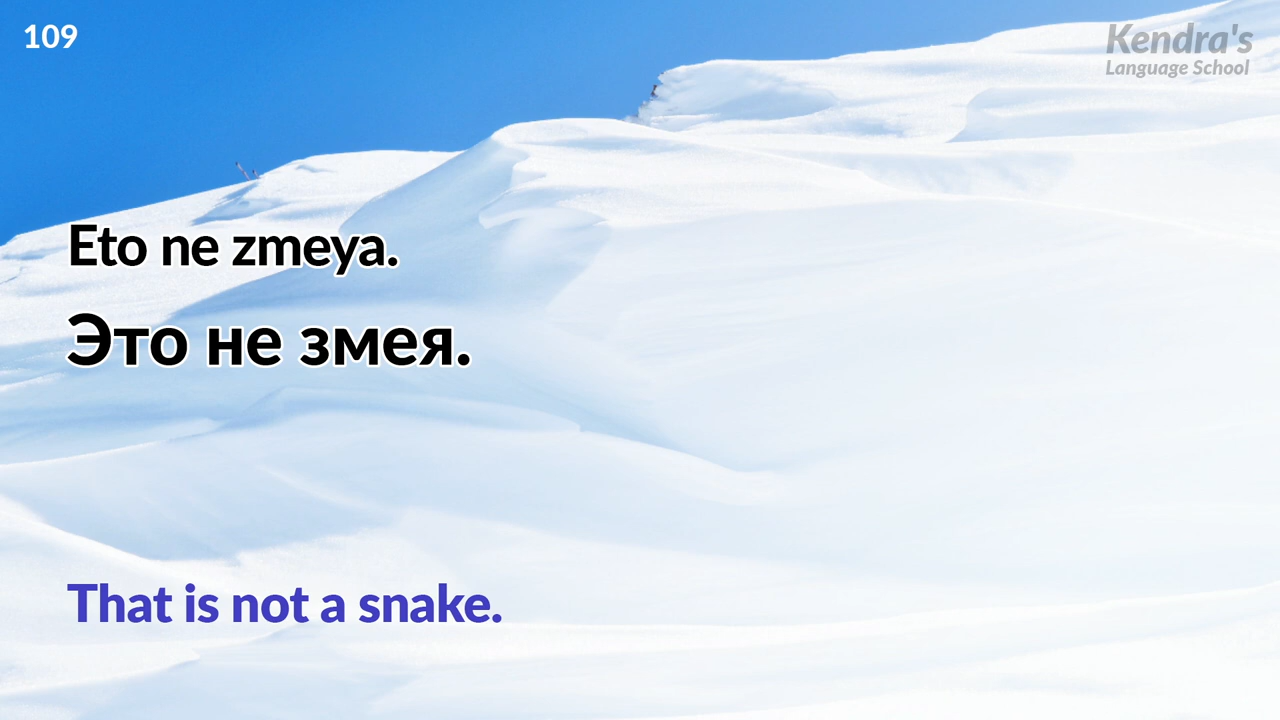 109
Kendra's
Language School
Eto ne zmeya.
Это не змея.
That is not a snake.